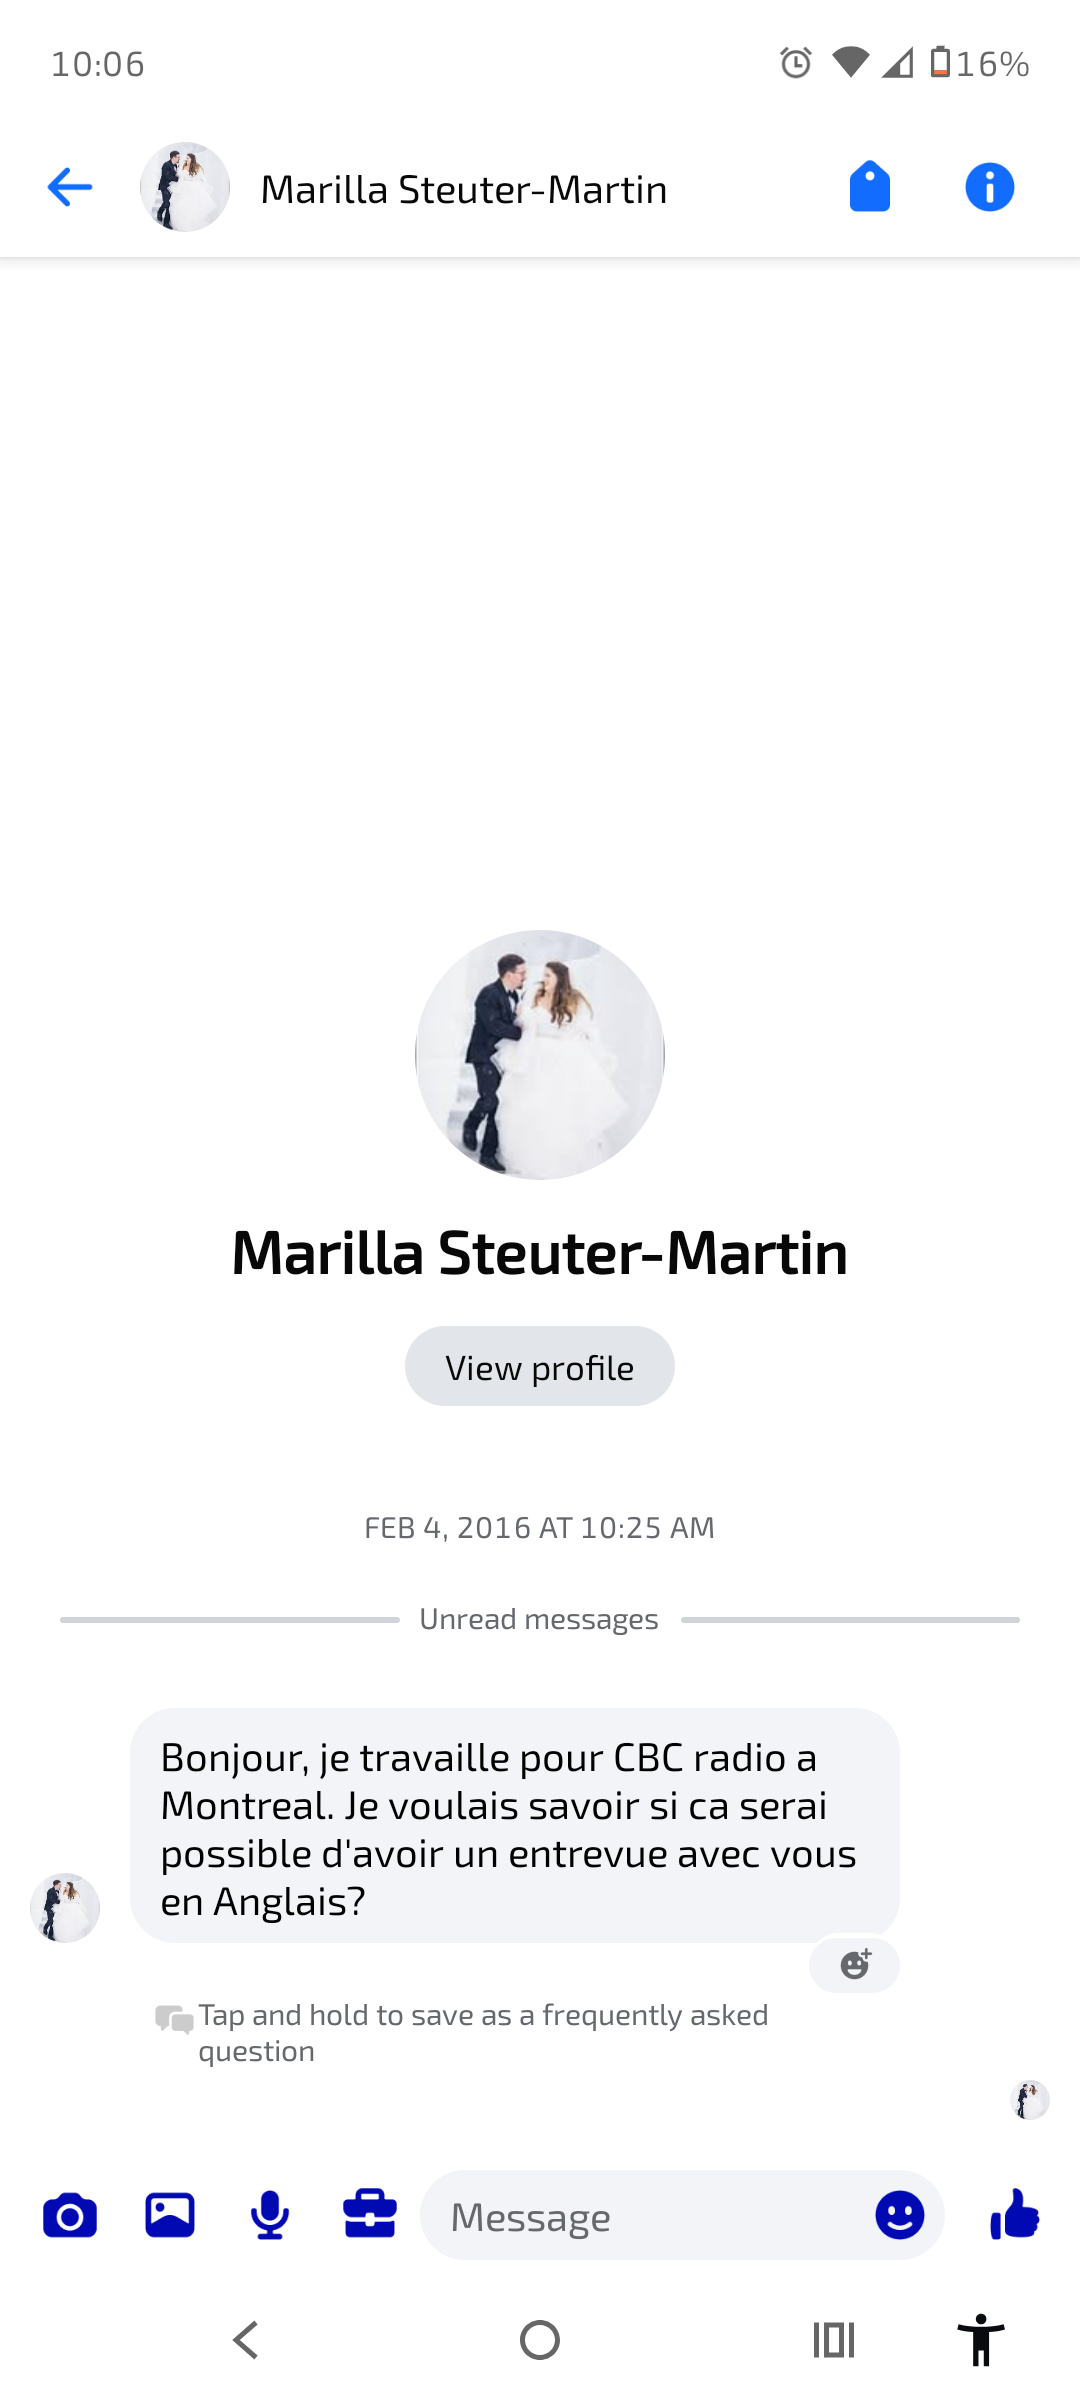 10:06
16%
Marilla Steuter-Martin
Marilla Steuter-Martin
View profile
FEB 4, 2016 AT 10:25 AM
Unread messages
Bonjour, je travaille pour CBC radio a
Montreal. Je voulais savoir si ca serai
possible d'avoir un entrevue avec vous
en Anglais?
Tap and hold to save as a frequently asked
question
Message